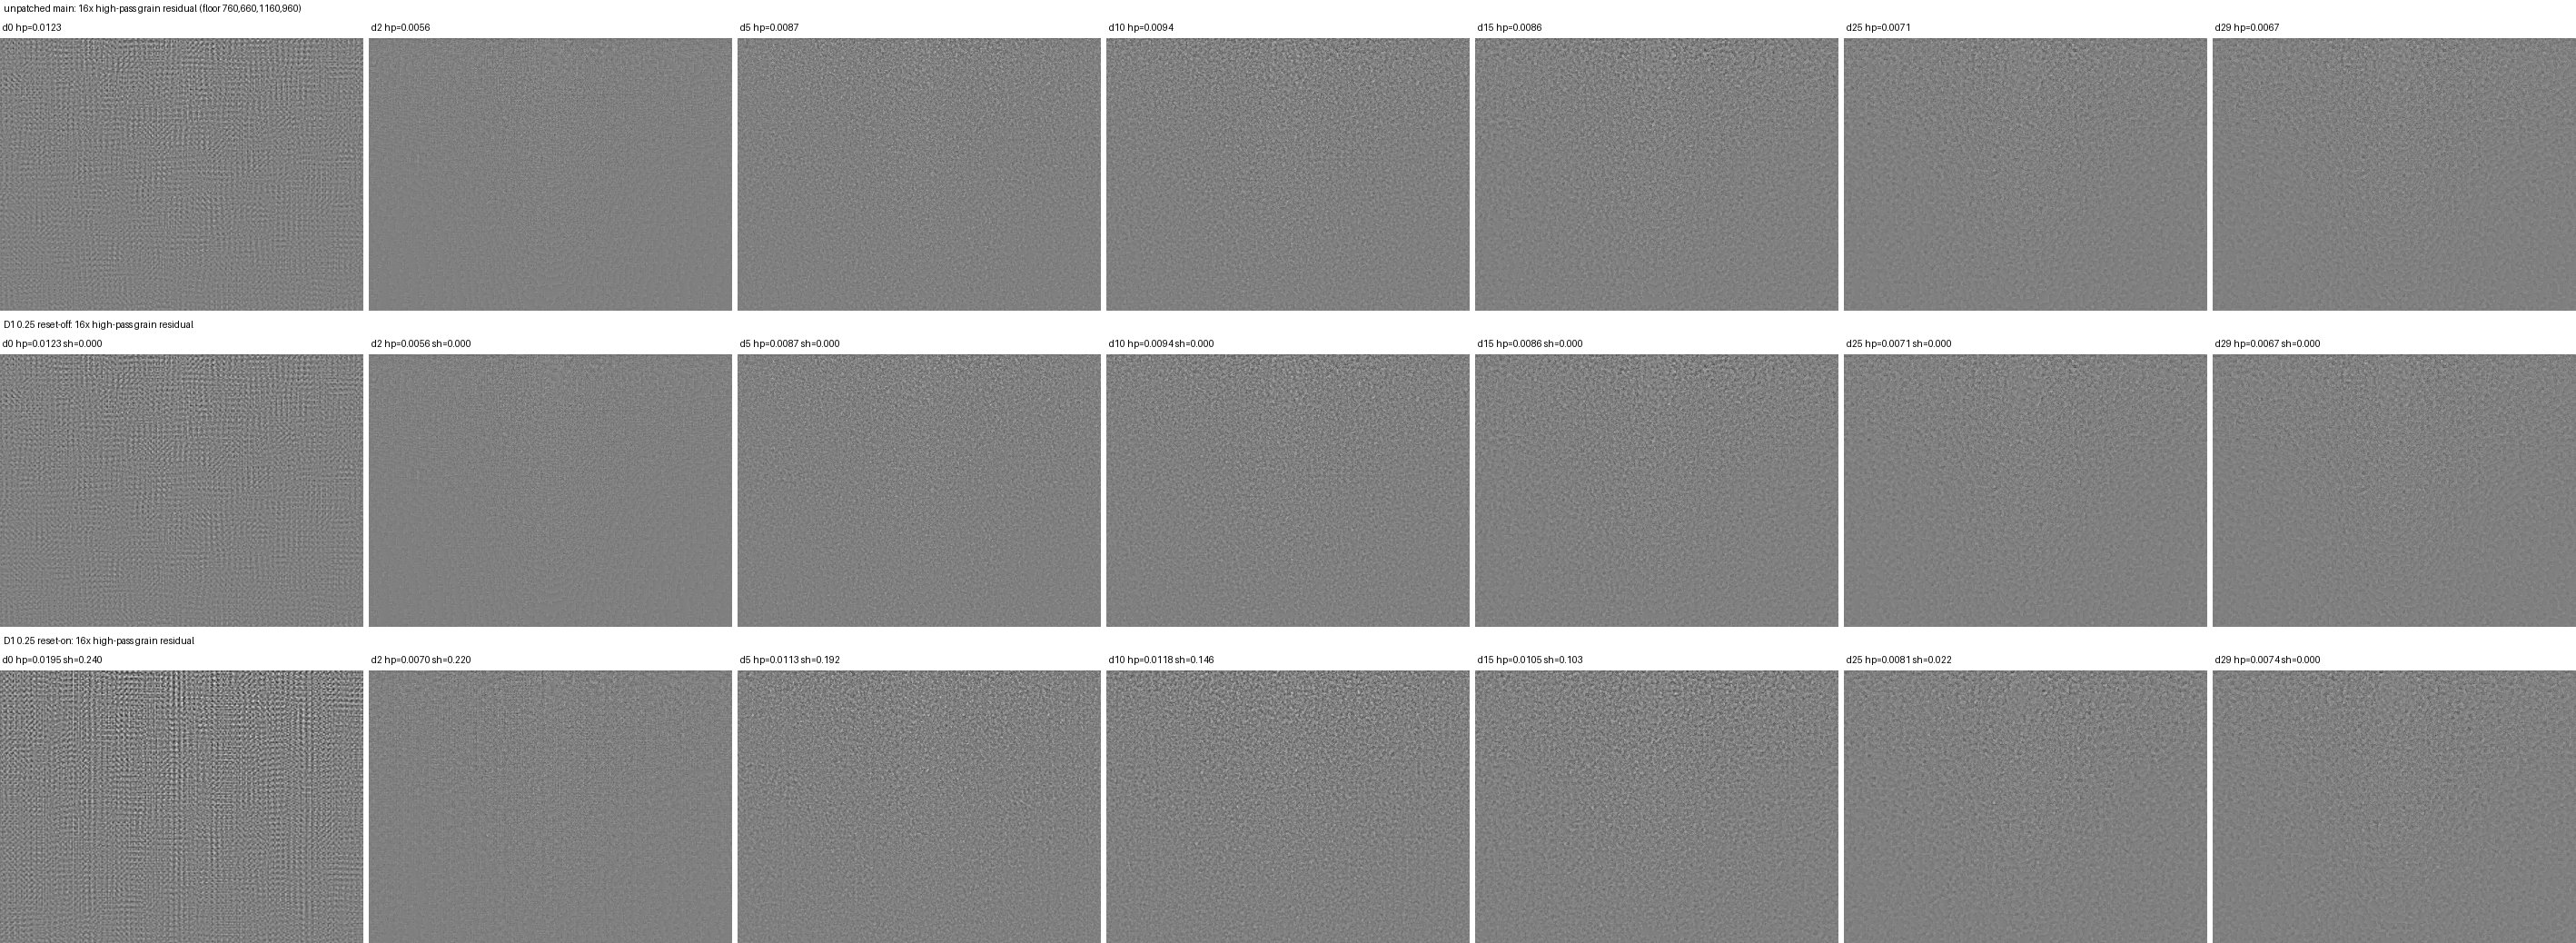 unpatched main: 16x high-pass grain residual (floor 760,660,1160,960)
d0 hp=0.0123 d2 hp=0.0056 d5 hp=0.0087 d10 hp=0.0094 d15 hp=0.0086 d25 hp=0.0071 d29 hp=0.0067
D1 0.25 reset-off: 16x high-pass grain residual
d0 hp=0.0123 sh=0.000 d2 hp=0.0056 sh=0.000 d5 hp=0.0087 sh=0.000 d10 hp=0.0094 sh=0.000 d15 hp=0.0086 sh=0.000 d25 hp=0.0071 sh=0.000 d29 hp=0.0067 sh=0.000
D1 0.25 reset-on: 16x high-pass grain residual
d0 hp=0.0195 sh=0.240 d2 hp=0.0070 sh=0.220 d5 hp=0.0113 sh=0.192 d10 hp=0.0118 sh=0.146 d15 hp=0.0105 sh=0.103 d25 hp=0.0081 sh=0.022 d29 hp=0.0074 sh=0.000